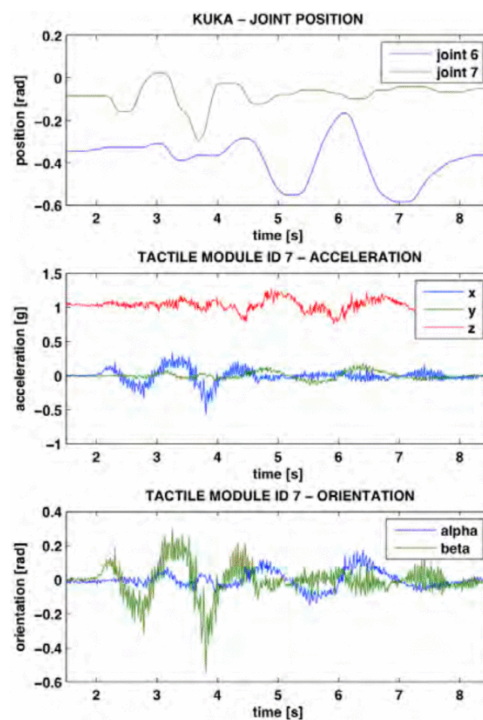 KUKA – JOINT POSITION
0.2
0
-0.2
-0.4
-0.6
position [rad]
joint 6
joint 7
2 3 4 5 6 7 8
time [s]
TACTILE MODULE ID 7 – ACCELERATION
1.5
1
0.5
0
-0.5
-1
acceleration [g]
x
y
z
2 3 4 5 6 7 8
time [s]
TACTILE MODULE ID 7 – ORIENTATION
0.4
0.2
0
-0.2
-0.4
-0.6
orientation [rad]
alpha
beta
2 3 4 5 6 7 8
time [s]